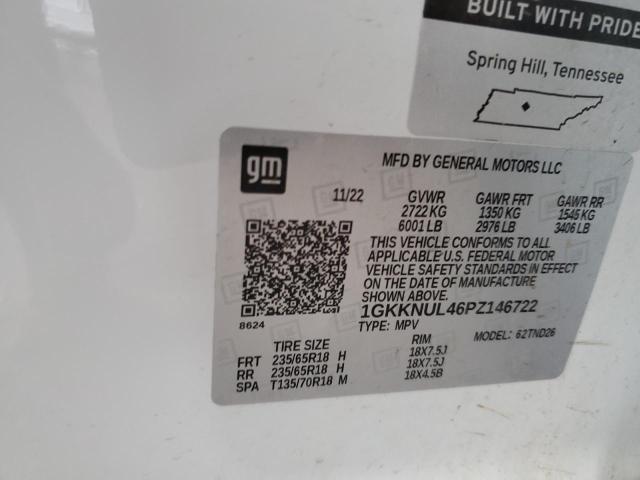 BUILT WITH PRIDE
Spring Hill, Tennessee
gm
MFD BY GENERAL MOTORS LLC
11/22 GVWR GAWR FRT GAWR RR
2722 KG 1350 KG 1545 KG
6001 LB 2976 LB 3406 LB
THIS VEHICLE CONFORMS TO ALL
APPLICABLE U.S. FEDERAL MOTOR
VEHICLE SAFETY STANDARDS IN EFFECT
ON THE DATE OF MANUFACTURE
SHOWN ABOVE.
1GKKNUL46PZ146722
8624
TYPE: MPV MODEL: 62TND26
TIRE SIZE RIM
FRT 235/65R18 H 18X7.5J
RR 235/65R18 H 18X7.5J
SPA T135/70R18 M 18X4.5B